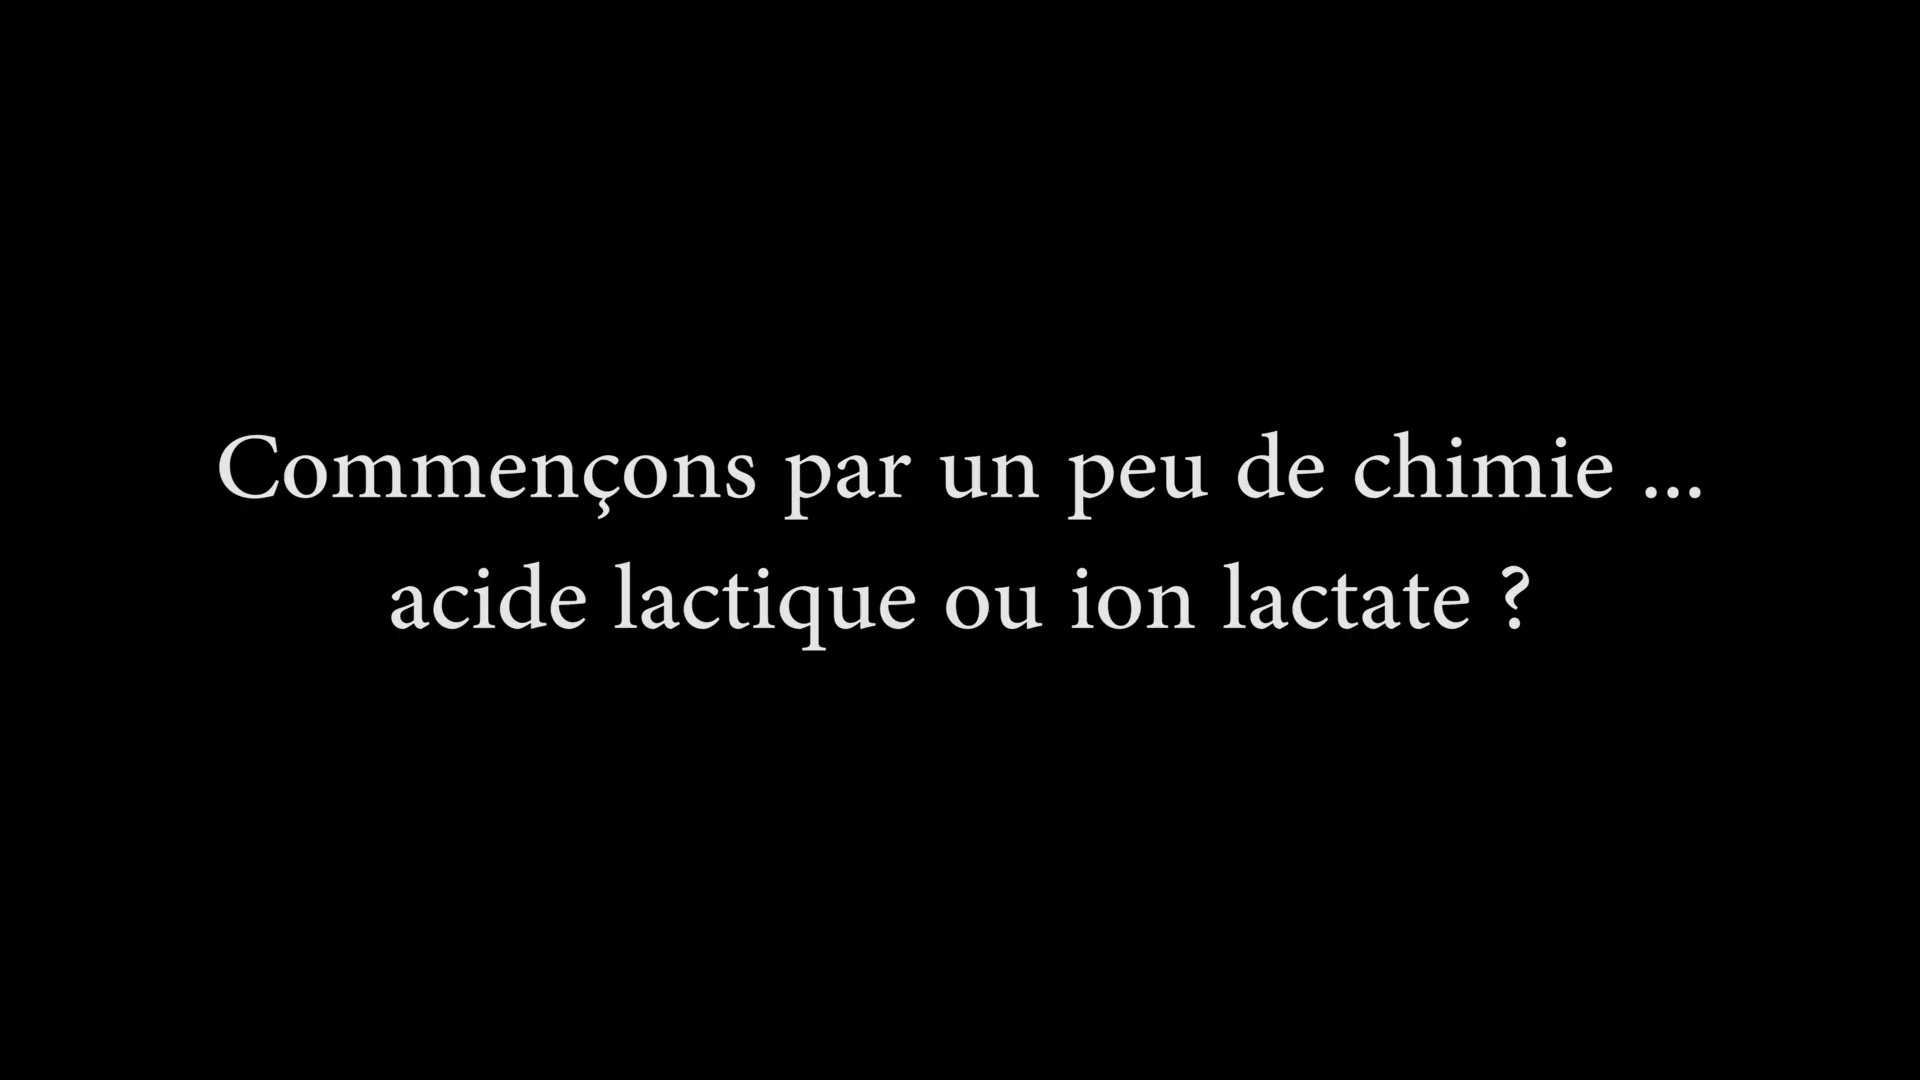 Commençons par un peu de chimie ...
acide lactique ou ion lactate ?